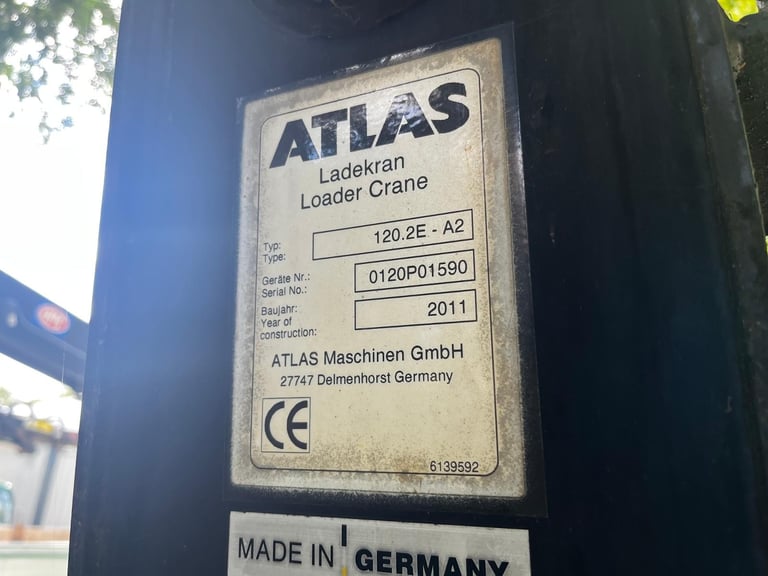 ATLAS
Ladekran
Loader Crane
Typ:
Type:
120.2E - A2
Geräte Nr.:
Serial No.:
0120P01590
Baujahr:
Year of
construction:
2011
ATLAS Maschinen GmbH
27747 Delmenhorst Germany
CE
6139592
MADE IN GERMANY